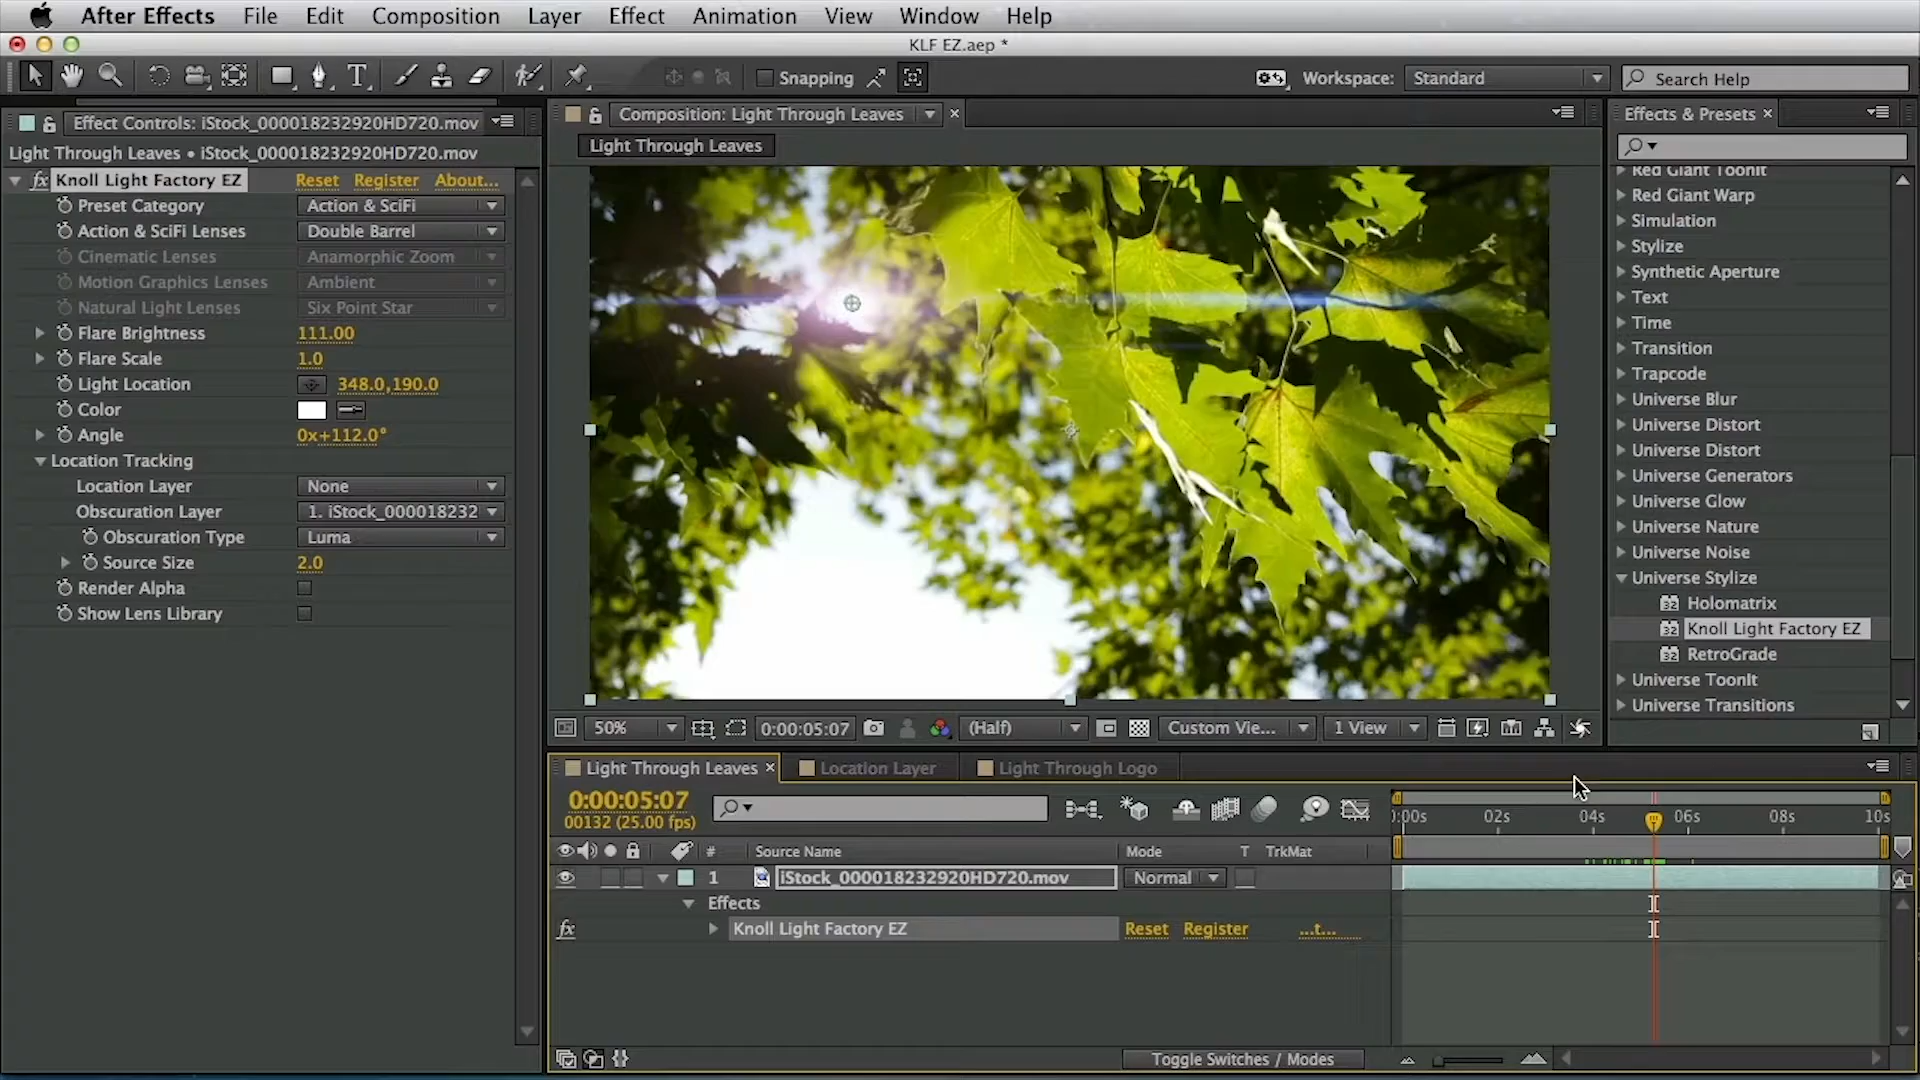 After Effects File Edit Composition Layer Effect Animation View Window Help
KLF EZ.aep *
Snapping
Workspace: Standard
Search Help
Effect Controls: iStock_000018232920HD720.mov
Light Through Leaves • iStock_000018232920HD720.mov
fx Knoll Light Factory EZ Reset Register About...
Preset Category Action & SciFi
Action & SciFi Lenses Double Barrel
Cinematic Lenses Anamorphic Zoom
Motion Graphics Lenses Ambient
Natural Light Lenses Six Point Star
Flare Brightness 111.00
Flare Scale 1.0
Light Location 348.0,190.0
Color
Angle 0x+112.0°
Location Tracking
Location Layer None
Obscuration Layer 1. iStock_000018232
Obscuration Type Luma
Source Size 2.0
Render Alpha
Show Lens Library
Composition: Light Through Leaves
Light Through Leaves
50% 0:00:05:07 (Half) Custom Vie... 1 View
Effects & Presets
Red Giant Toonit
Red Giant Warp
Simulation
Stylize
Synthetic Aperture
Text
Time
Transition
Trapcode
Universe Blur
Universe Distort
Universe Distort
Universe Generators
Universe Glow
Universe Nature
Universe Noise
Universe Stylize
32 Holomatrix
32 Knoll Light Factory EZ
32 RetroGrade
Universe ToonIt
Universe Transitions
Light Through Leaves Location Layer Light Through Logo
0:00:05:07
00132 (25.00 fps)
):00s 02s 04s 06s 08s 10s
# Source Name Mode T TrkMat
1 iStock_000018232920HD720.mov Normal
Effects
fx Knoll Light Factory EZ Reset Register ...t...
Toggle Switches / Modes